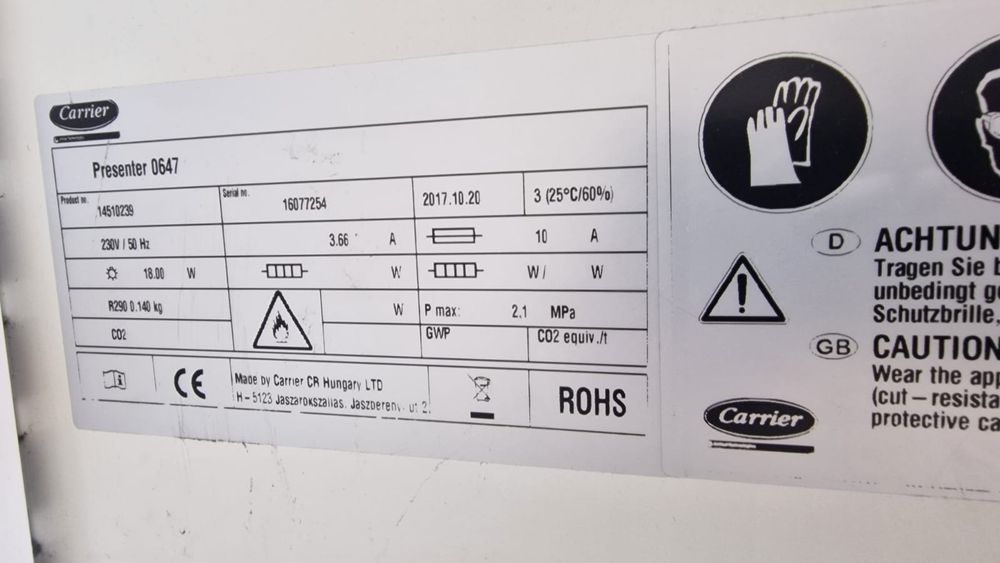 Carrier
Presenter 0647
Product no. 14510239
Serial no. 16077254
2017.10.20
3 (25°C/60%)
230V / 50 Hz
3.66 A
10 A
18.00 W
W
W / W
R290 0.140 kg
W
P max: 2,1 MPa
CO2
GWP
CO2 equiv./t
CE
Made by Carrier CR Hungary LTD
H - 5123 Jaszarokszallas,
ROHS
D ACHTUN
Tragen Sie b
unbedingt ge
Schutzbrille.
GB CAUTION
Wear the app
(cut - resista
protective ca
Carrier